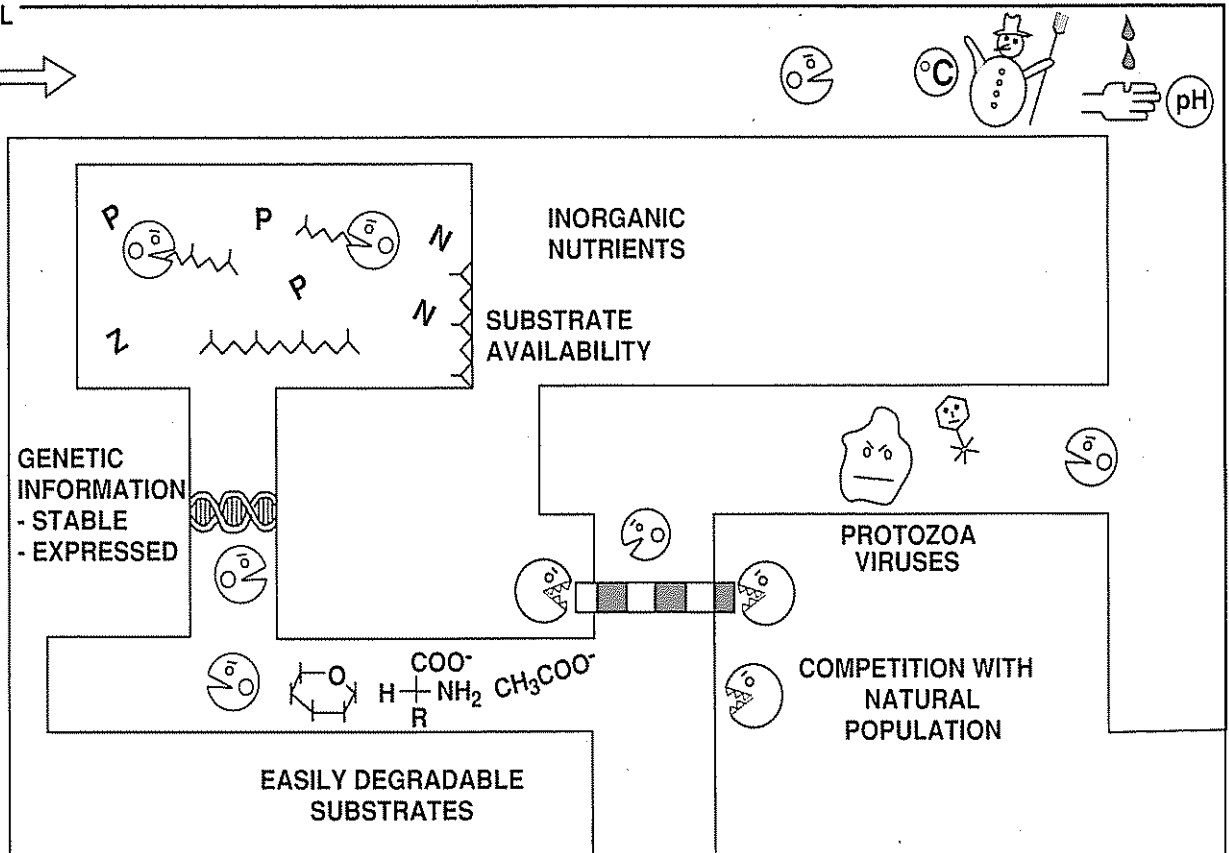 L
°C
pH
P
P
P
N
N
Z
INORGANIC
NUTRIENTS
SUBSTRATE
AVAILABILITY
GENETIC
INFORMATION
- STABLE
- EXPRESSED
PROTOZOA
VIRUSES
COMPETITION WITH
NATURAL
POPULATION
O
COO-
H NH2
R
CH3COO-
EASILY DEGRADABLE
SUBSTRATES